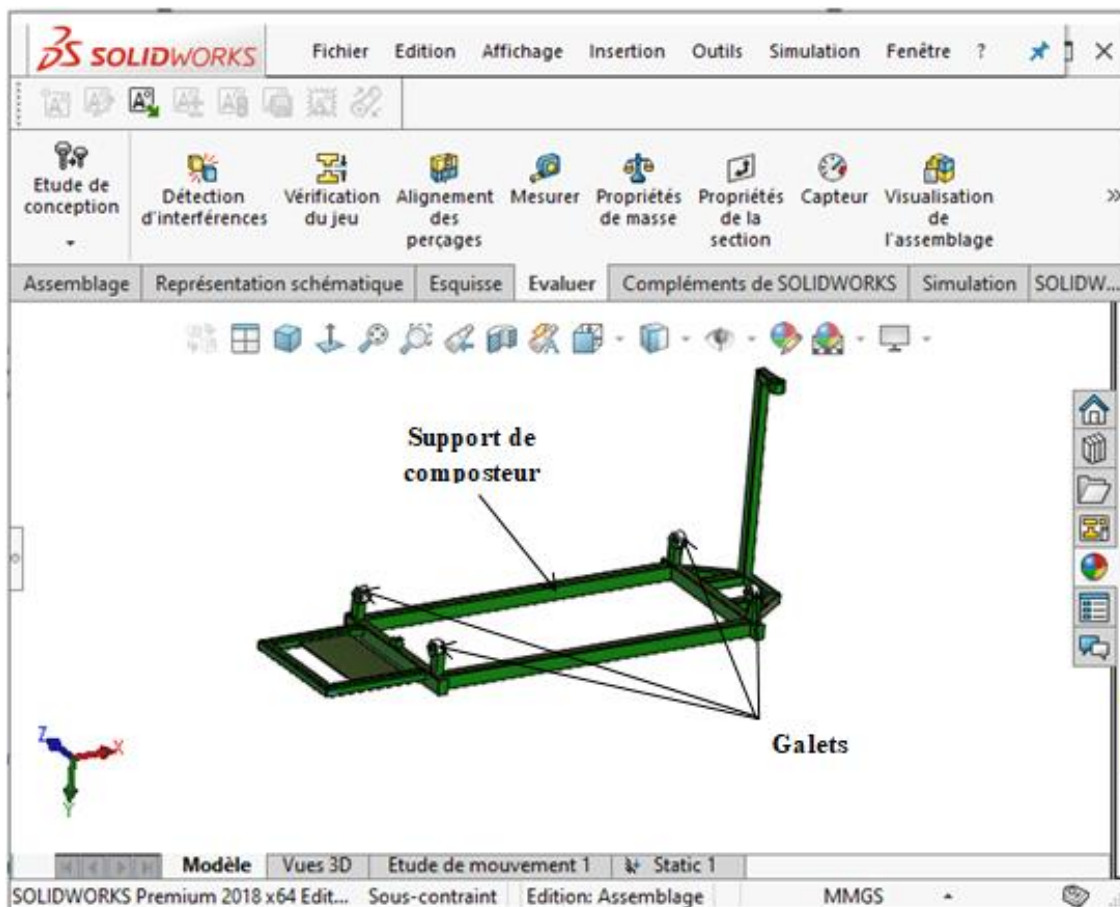 SOLIDWORKS Fichier Edition Affichage Insertion Outils Simulation Fenêtre ?
Etude de
conception
Détection
d'interférences
Vérification
du jeu
Alignement
des
perçages
Mesurer
Propriétés
de masse
Propriétés
de la
section
Capteur
Visualisation
de
l'assemblage
»
Assemblage Représentation schématique Esquisse Evaluer Compléments de SOLIDWORKS Simulation SOLIDW...
Support de
composteur
Galets
Z
X
Y
Modèle Vues 3D Etude de mouvement 1 Static 1
SOLIDWORKS Premium 2018 x64 Edit... Sous-contraint Edition: Assemblage MMGS